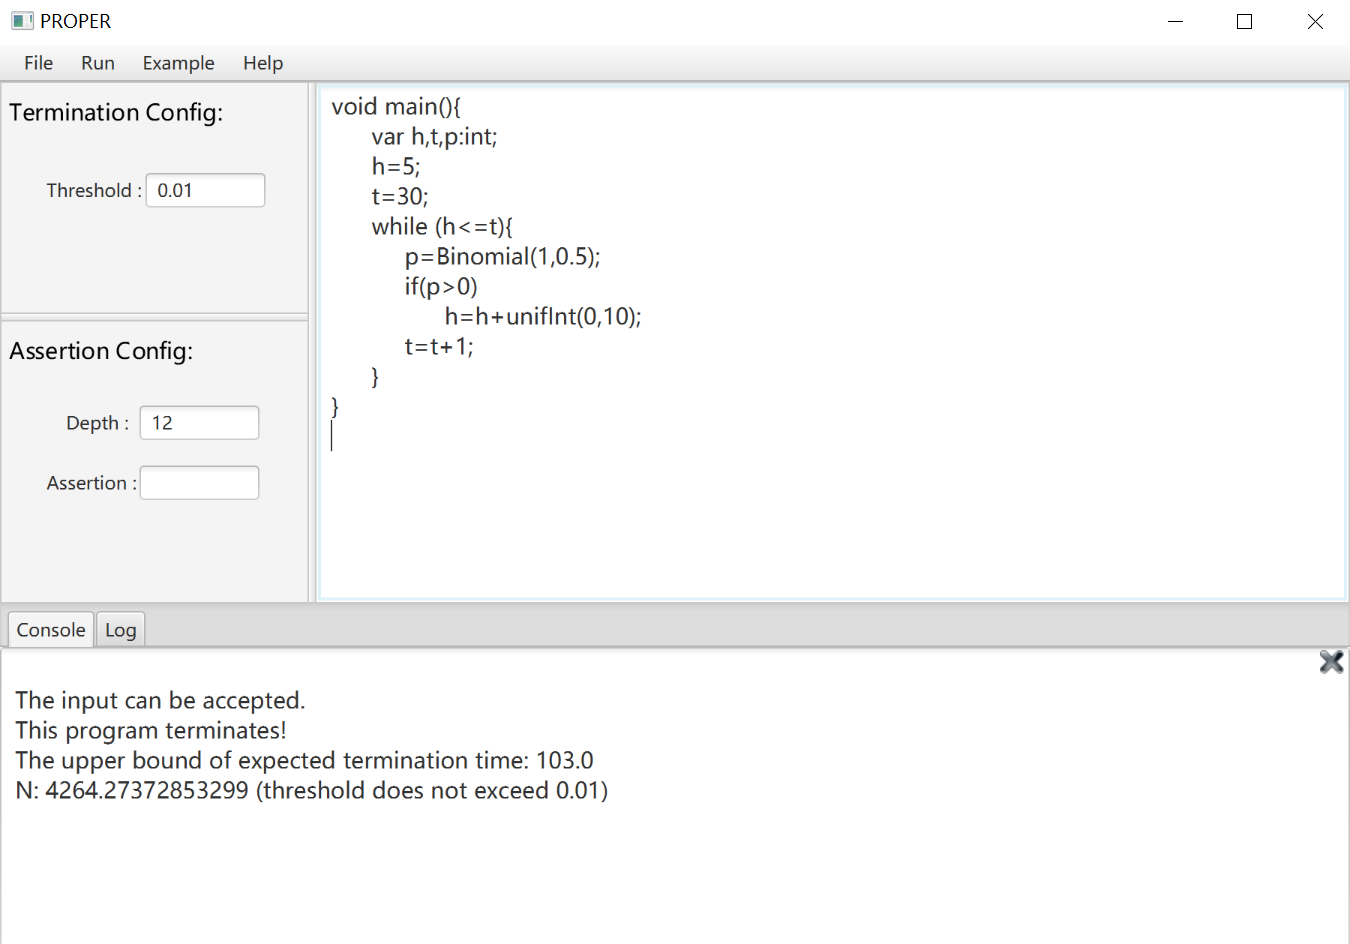 PROPER
File Run Example Help
Termination Config:
Threshold : 0.01
Assertion Config:
Depth : 12
Assertion :
void main(){
var h,t,p:int;
h=5;
t=30;
while (h<=t){
p=Binomial(1,0.5);
if(p>0)
h=h+unifInt(0,10);
t=t+1;
}
}
Console Log
The input can be accepted.
This program terminates!
The upper bound of expected termination time: 103.0
N: 4264.27372853299 (threshold does not exceed 0.01)